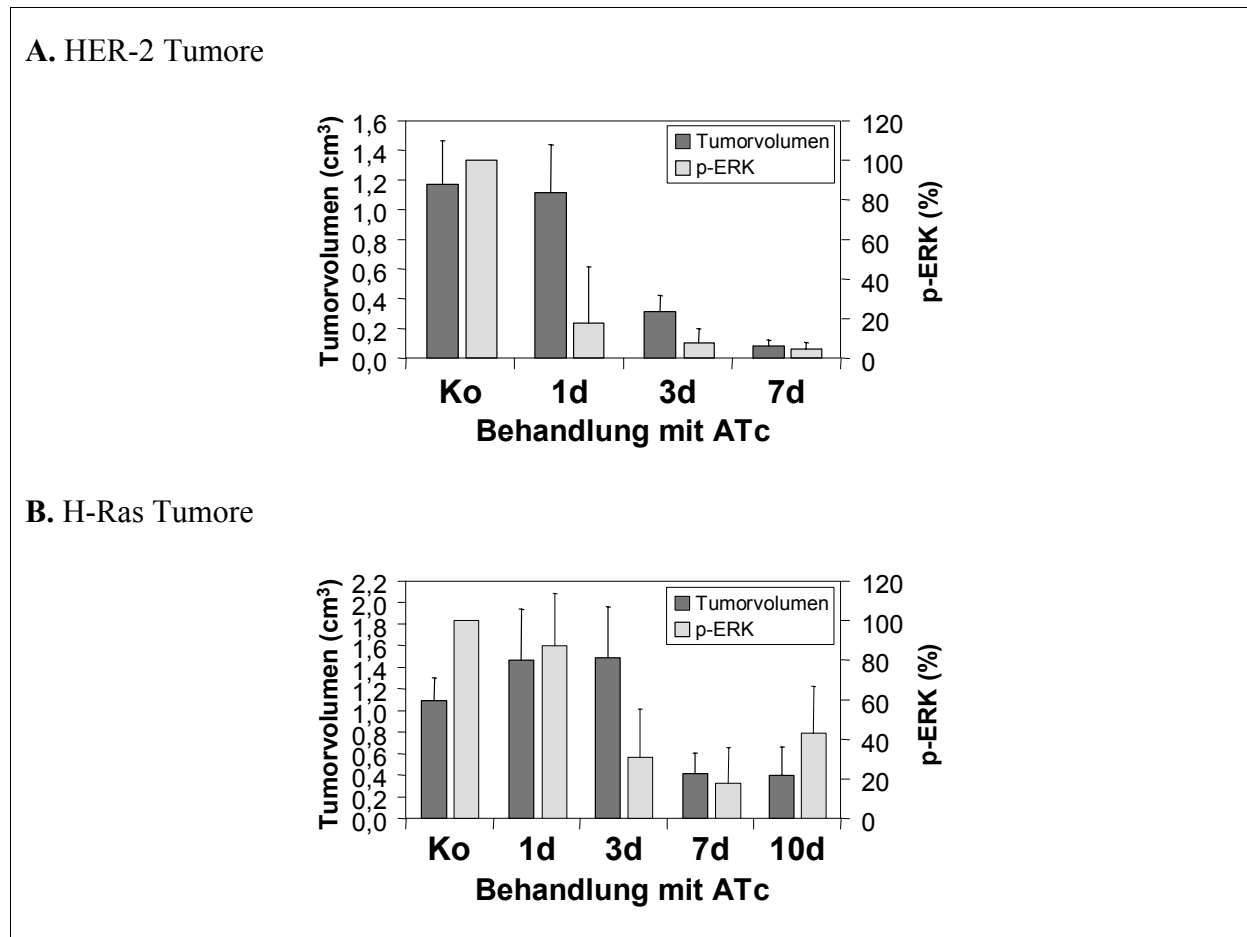 A. HER-2 Tumore
Tumorvolumen (cm³)
1,6
1,4
1,2
1,0
0,8
0,6
0,4
0,2
0,0
Tumorvolumen
p-ERK
120
100
80
60
40
20
0
p-ERK (%)
Ko 1d 3d 7d
Behandlung mit ATc
B. H-Ras Tumore
Tumorvolumen (cm³)
2,2
2,0
1,8
1,6
1,4
1,2
1,0
0,8
0,6
0,4
0,2
0,0
Tumorvolumen
p-ERK
120
100
80
60
40
20
0
p-ERK (%)
Ko 1d 3d 7d 10d
Behandlung mit ATc